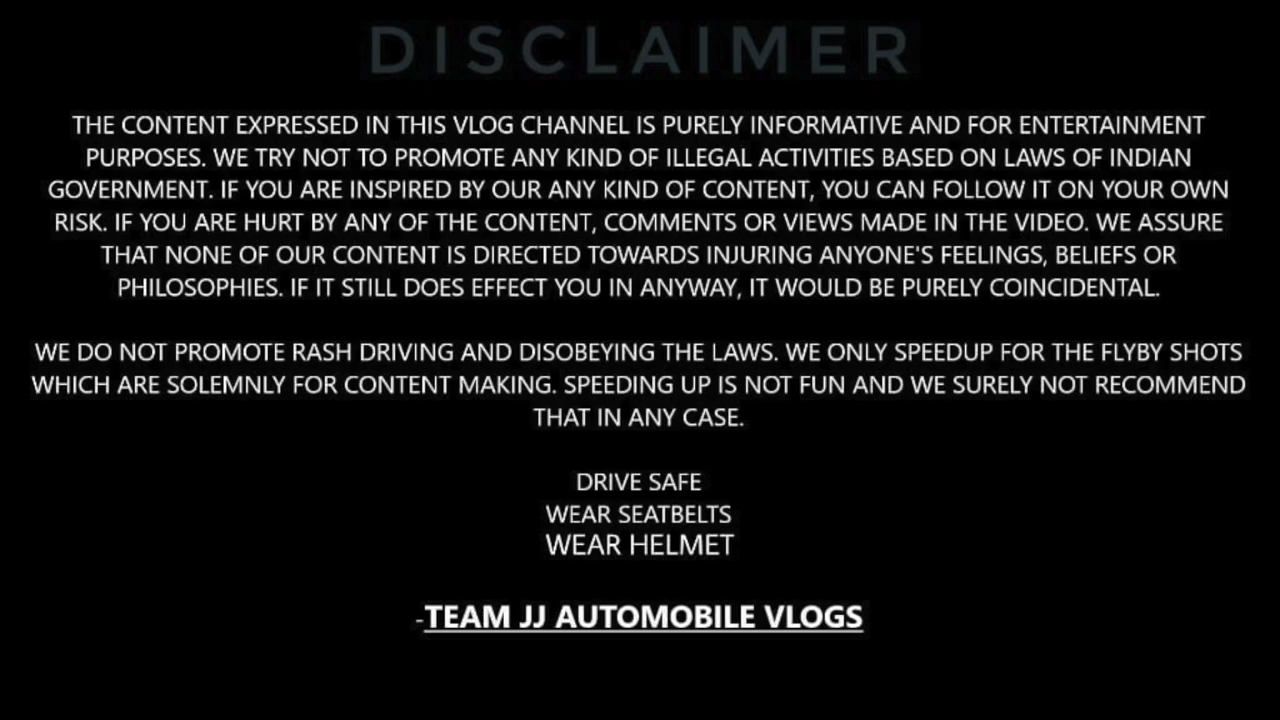 DISCLAIMER
THE CONTENT EXPRESSED IN THIS VLOG CHANNEL IS PURELY INFORMATIVE AND FOR ENTERTAINMENT
PURPOSES. WE TRY NOT TO PROMOTE ANY KIND OF ILLEGAL ACTIVITIES BASED ON LAWS OF INDIAN
GOVERNMENT. IF YOU ARE INSPIRED BY OUR ANY KIND OF CONTENT, YOU CAN FOLLOW IT ON YOUR OWN
RISK. IF YOU ARE HURT BY ANY OF THE CONTENT, COMMENTS OR VIEWS MADE IN THE VIDEO. WE ASSURE
THAT NONE OF OUR CONTENT IS DIRECTED TOWARDS INJURING ANYONE'S FEELINGS, BELIEFS OR
PHILOSOPHIES. IF IT STILL DOES EFFECT YOU IN ANYWAY, IT WOULD BE PURELY COINCIDENTAL.
WE DO NOT PROMOTE RASH DRIVING AND DISOBEYING THE LAWS. WE ONLY SPEEDUP FOR THE FLYBY SHOTS
WHICH ARE SOLEMNLY FOR CONTENT MAKING. SPEEDING UP IS NOT FUN AND WE SURELY NOT RECOMMEND
THAT IN ANY CASE.
DRIVE SAFE
WEAR SEATBELTS
WEAR HELMET
-TEAM JJ AUTOMOBILE VLOGS